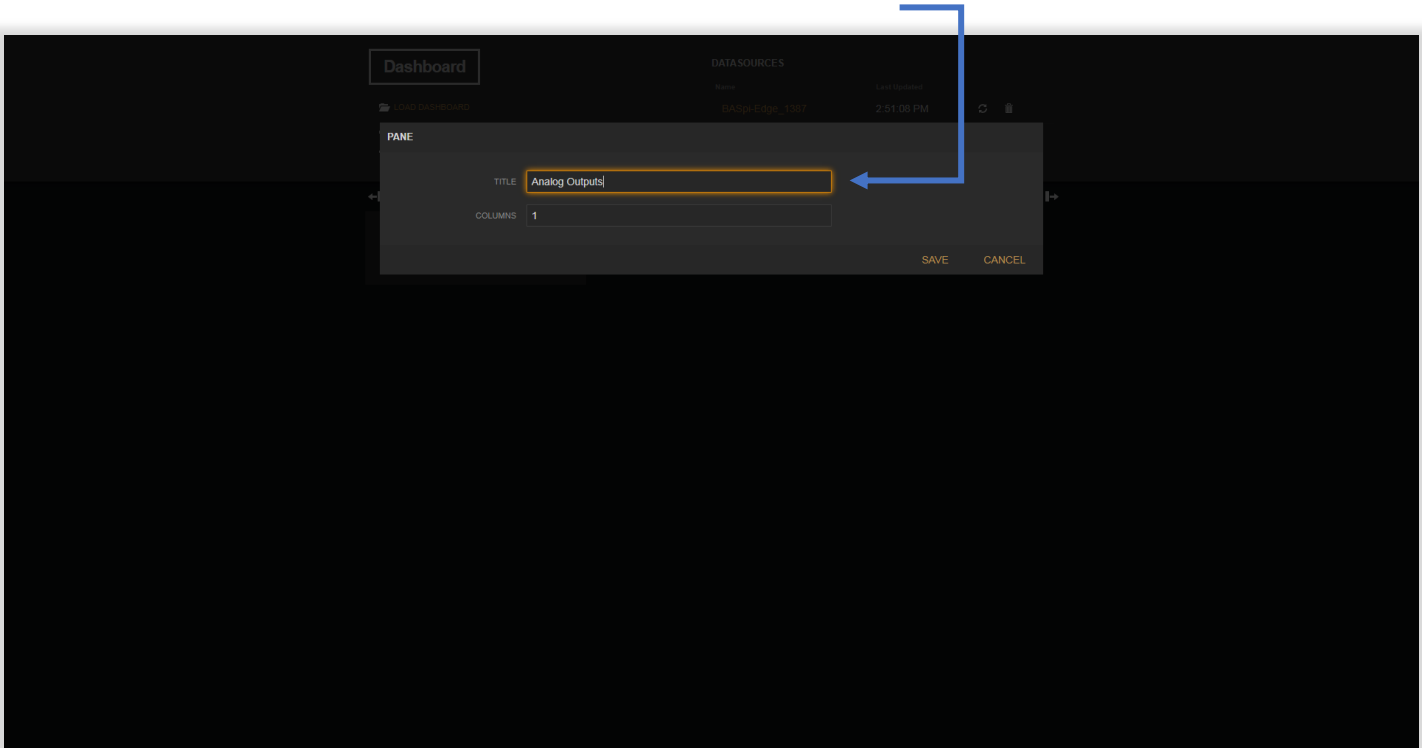 Dashboard
DATASOURCES
Name Last Updated
LOAD DASHBOARD
BASpi-Edge_1387 2:51:08 PM
PANE
TITLE Analog Outputs
COLUMNS 1
SAVE CANCEL